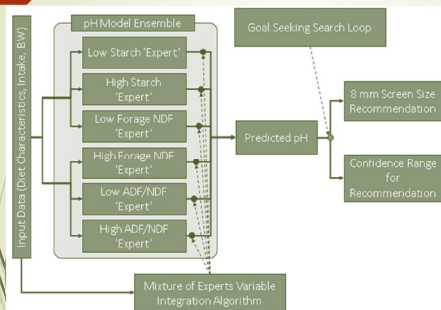 pH Model Ensemble
Goal Seeking Search Loop
Input Data (Diet Characteristics, Intake, BW)
Low Starch 'Expert'
High Starch
'Expert'
Low Forage NDF
'Expert'
High Forage NDF
'Expert'
Low ADF/NDF
'Expert'
High ADF/NDF
'Expert'
Predicted pH
8 mm Screen Size
Recommendation
Confidence Range
for
Recommendation
Mixture of Experts Variable
Integration Algorithm